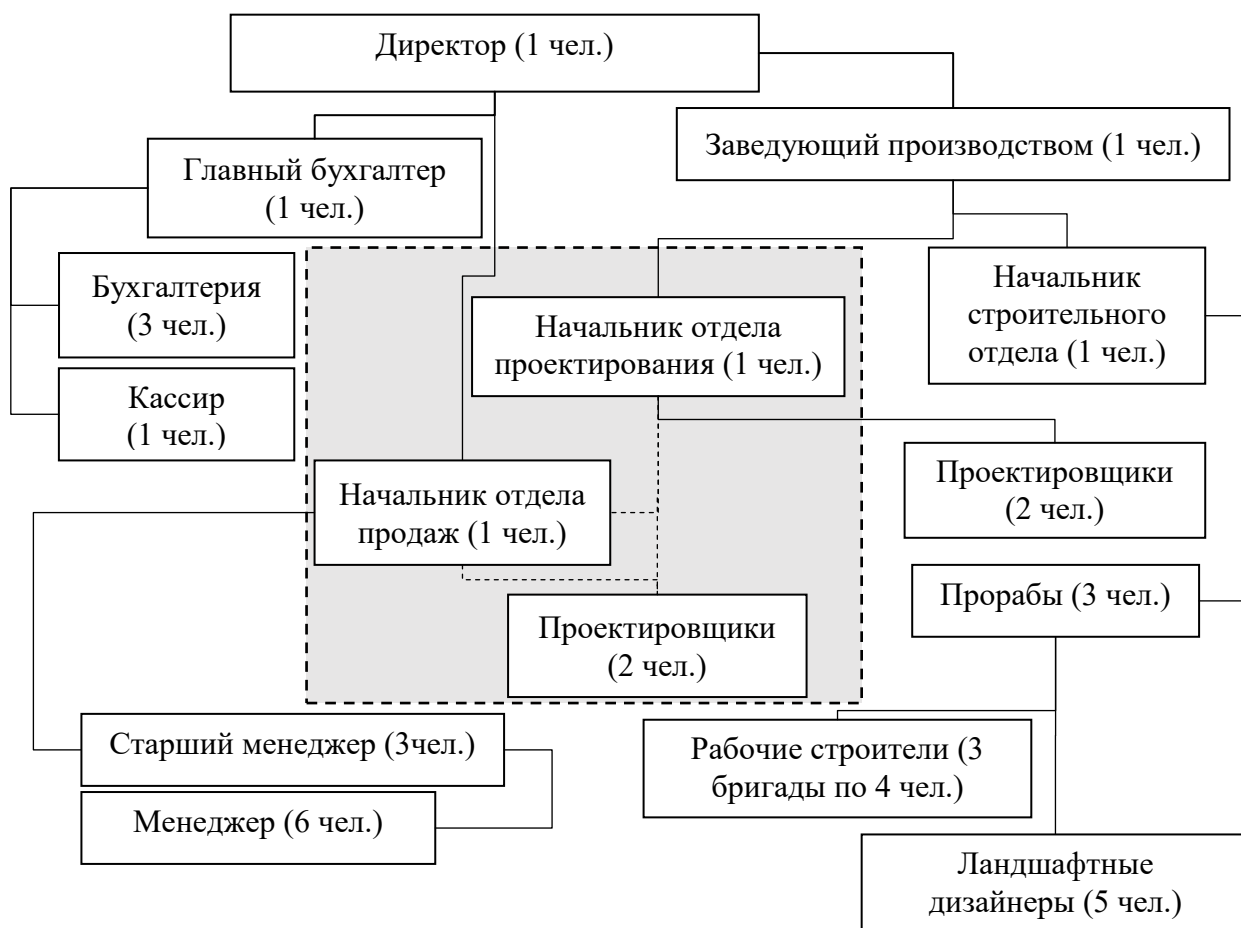 Директор (1 чел.)
Заведующий производством (1 чел.)
Главный бухгалтер
(1 чел.)
Бухгалтерия
(3 чел.)
Начальник
строительного
отдела (1 чел.)
Начальник отдела
проектирования (1 чел.)
Кассир
(1 чел.)
Проектировщики
(2 чел.)
Начальник отдела
продаж (1 чел.)
Прорабы (3 чел.)
Проектировщики
(2 чел.)
Старший менеджер (3чел.)
Рабочие строители (3
бригады по 4 чел.)
Менеджер (6 чел.)
Ландшафтные
дизайнеры (5 чел.)